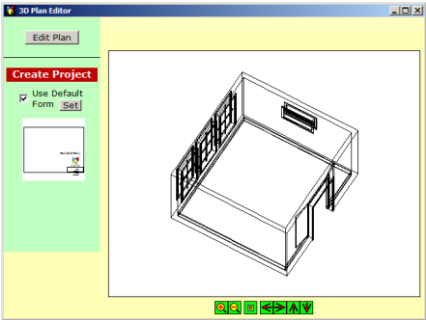 3D Plan Editor
Edit Plan
Create Project
Use Default
Form Set